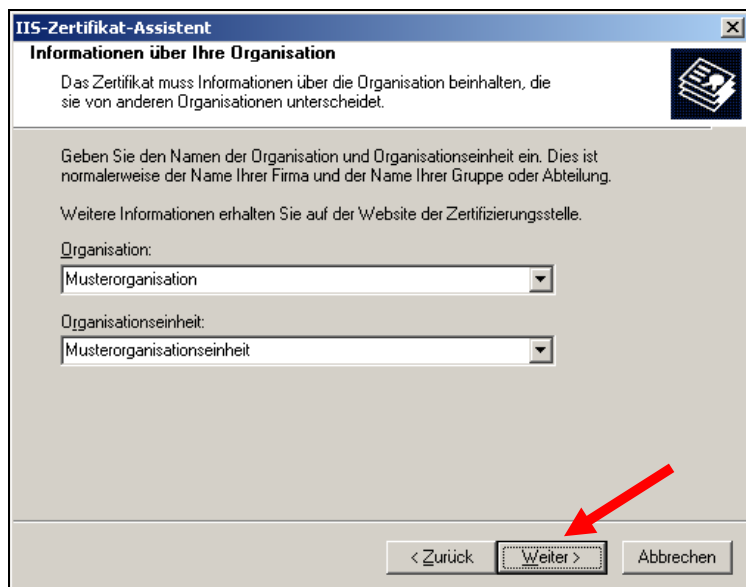 IIS-Zertifikat-Assistent
Informationen über Ihre Organisation
Das Zertifikat muss Informationen über die Organisation beinhalten, die
sie von anderen Organisationen unterscheidet.
Geben Sie den Namen der Organisation und Organisationseinheit ein. Dies ist
normalerweise der Name Ihrer Firma und der Name Ihrer Gruppe oder Abteilung.
Weitere Informationen erhalten Sie auf der Website der Zertifizierungsstelle.
Organisation:
Musterorganisation
Organisationseinheit:
Musterorganisationseinheit
< Zurück Weiter > Abbrechen